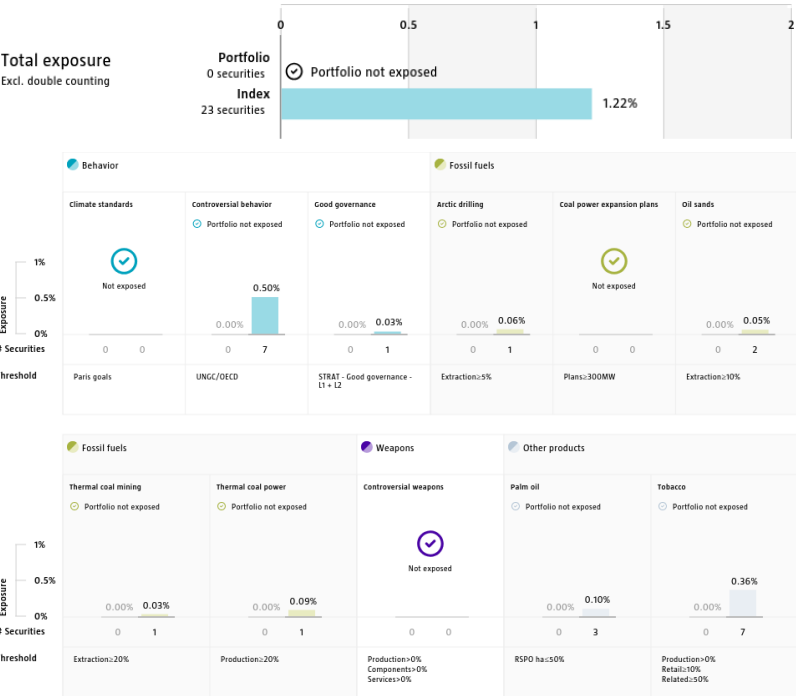 0 0.5 1 1.5 2
Total exposure
Excl. double counting
Portfolio
0 securities
Portfolio not exposed
Index
23 securities
1.22%
Behavior
Fossil fuels
Climate standards
Controversial behavior
Good governance
Arctic drilling
Coal power expansion plans
Oil sands
Portfolio not exposed
Portfolio not exposed
Portfolio not exposed
Portfolio not exposed
Not exposed
Not exposed
1%
0.5%
0%
Exposure
0.00% 0.50%
0.00% 0.03%
0.00% 0.06%
0.00% 0.05%
# Securities
0 0
0 7
0 1
0 1
0 0
0 2
hreshold
Paris goals
UNGC/OECD
STRAT - Good governance -
L1 + L2
Extraction≥5%
Plans≥300MW
Extraction≥10%
Fossil fuels
Weapons
Other products
Thermal coal mining
Thermal coal power
Controversial weapons
Palm oil
Tobacco
Portfolio not exposed
Portfolio not exposed
Portfolio not exposed
Portfolio not exposed
Not exposed
1%
0.5%
0%
Exposure
0.00% 0.03%
0.00% 0.09%
0.00% 0.10%
0.00% 0.36%
# Securities
0 1
0 1
0 0
0 3
0 7
hreshold
Extraction≥20%
Production≥20%
Production>0%
Components>0%
Services>0%
RSPO ha≤50%
Production>0%
Retail≥10%
Related≥50%